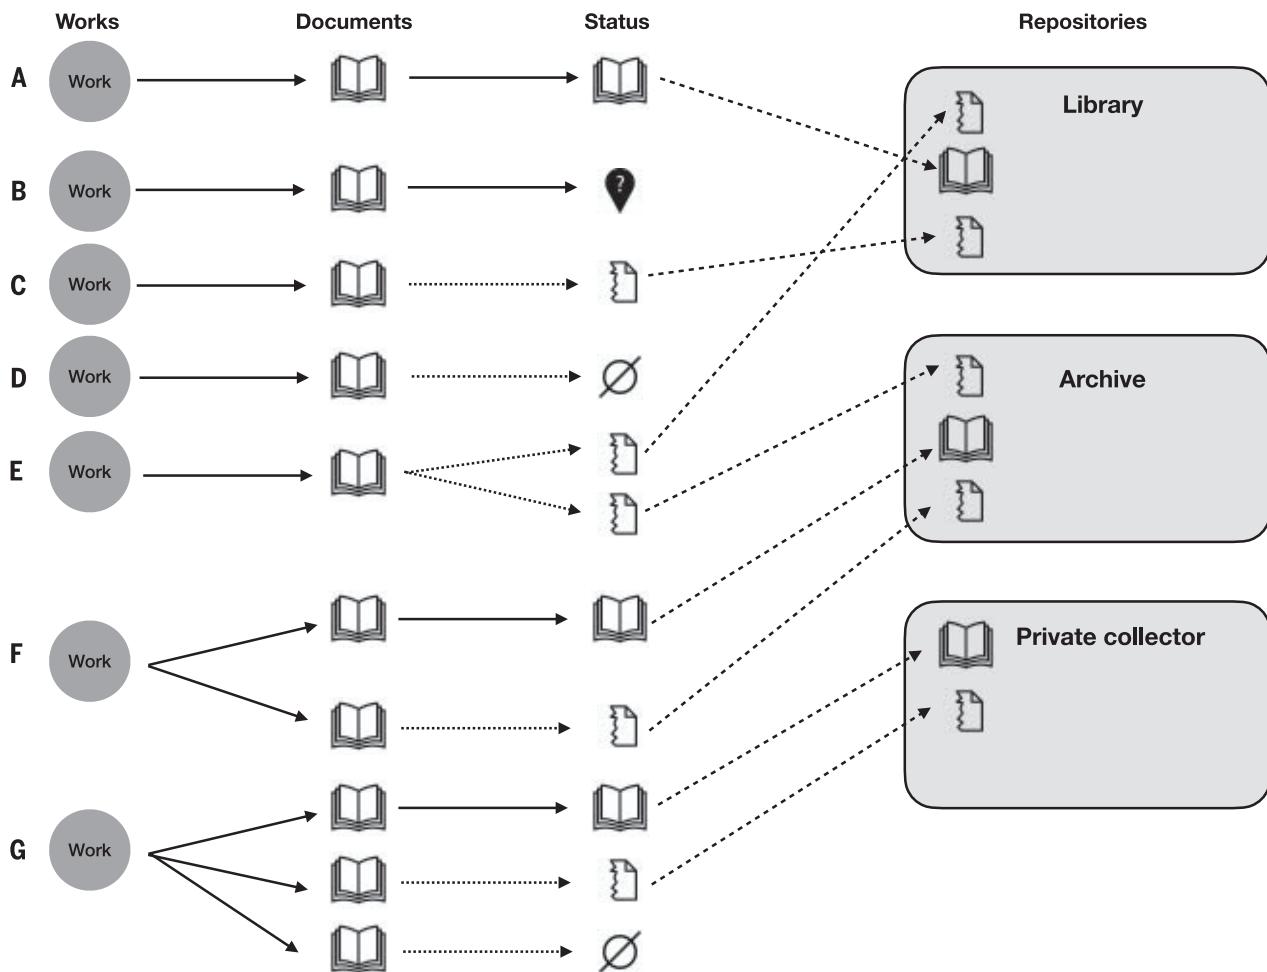 Works Documents Status Repositories
A Work
Library
B Work ?
C Work
D Work
Archive
E Work
F Work
Private collector
G Work